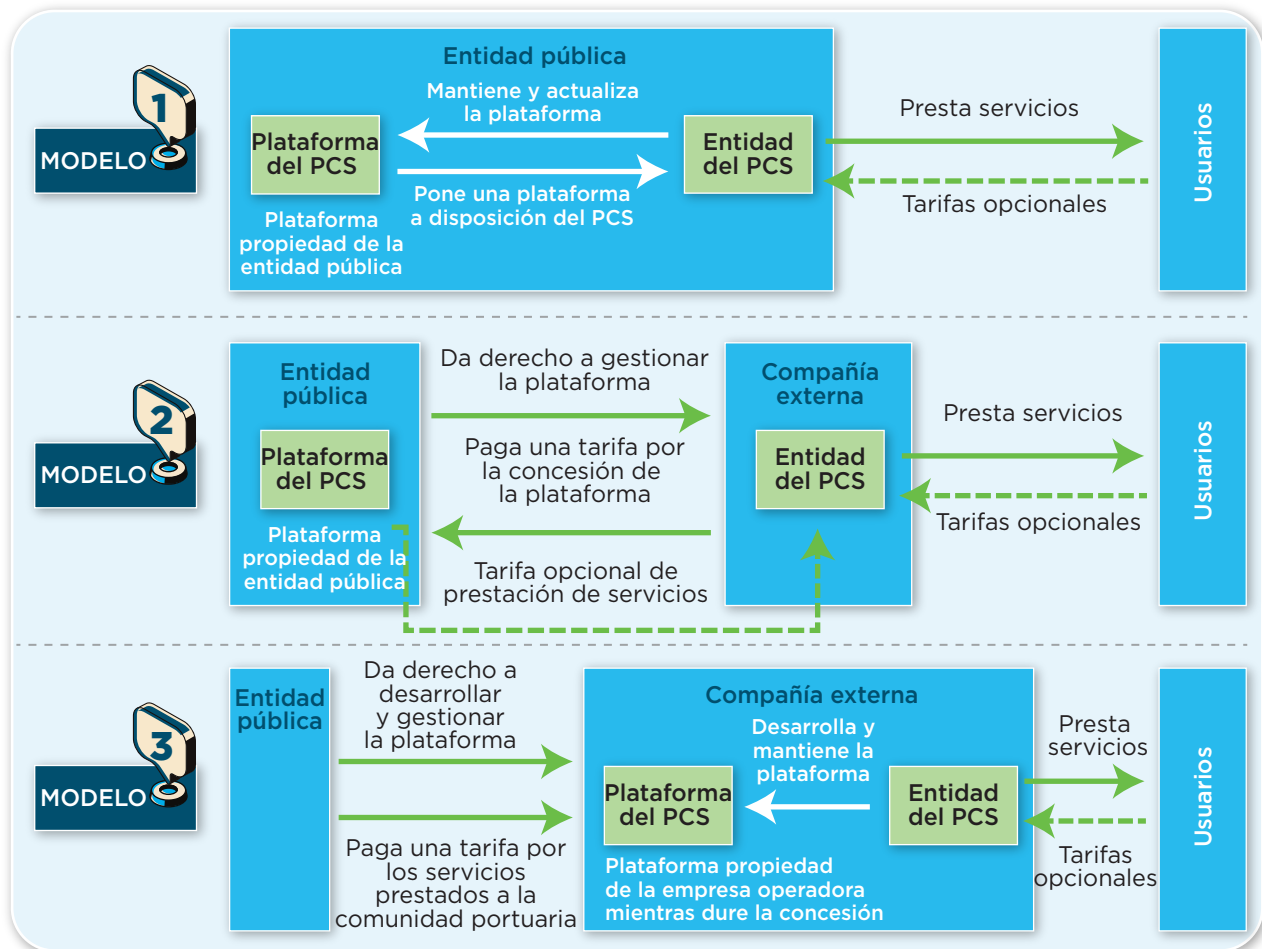 MODELO
1
Entidad pública
Mantiene y actualiza
la plataforma
Plataforma
del PCS
Entidad
del PCS
Pone una plataforma
a disposición del PCS
Plataforma
propiedad de la
entidad pública
Presta servicios
Tarifas opcionales
Usuarios
MODELO
2
Entidad
pública
Plataforma
del PCS
Plataforma
propiedad de la
entidad pública
Da derecho a gestionar
la plataforma
Paga una tarifa por
la concesión de
la plataforma
Tarifa opcional de
prestación de servicios
Compañía
externa
Entidad
del PCS
Presta servicios
Tarifas opcionales
Usuarios
MODELO
3
Entidad
pública
Da derecho a
desarrollar
y gestionar
la plataforma
Paga una tarifa por
los servicios
prestados a la
comunidad portuaria
Compañía externa
Desarrolla y
mantiene la
plataforma
Plataforma
del PCS
Entidad
del PCS
Plataforma propiedad
de la empresa operadora
mientras dure la concesión
Presta
servicios
Tarifas
opcionales
Usuarios